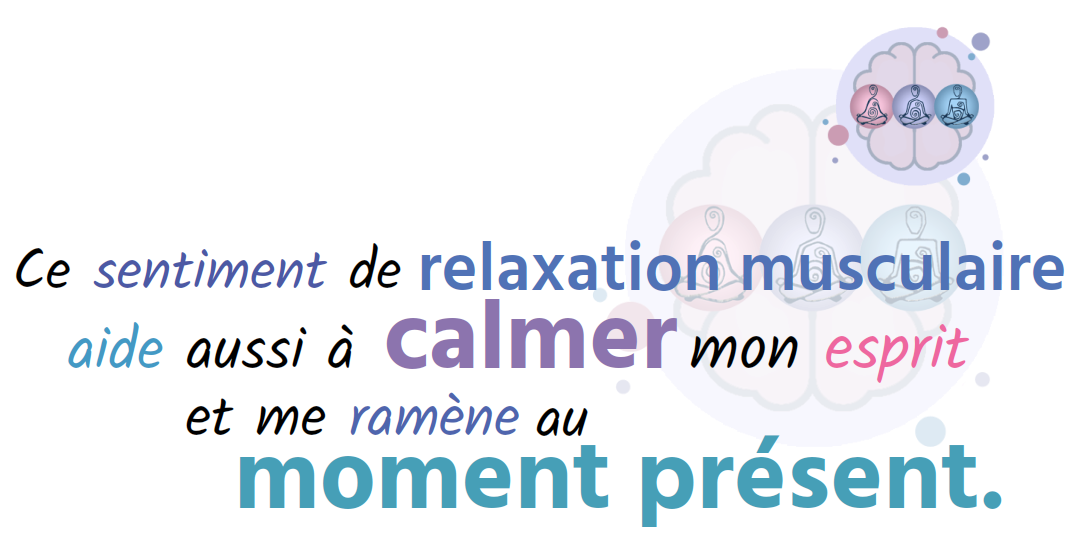 Ce sentiment de relaxation musculaire
aide aussi à calmer mon esprit
et me ramène au
moment présent.